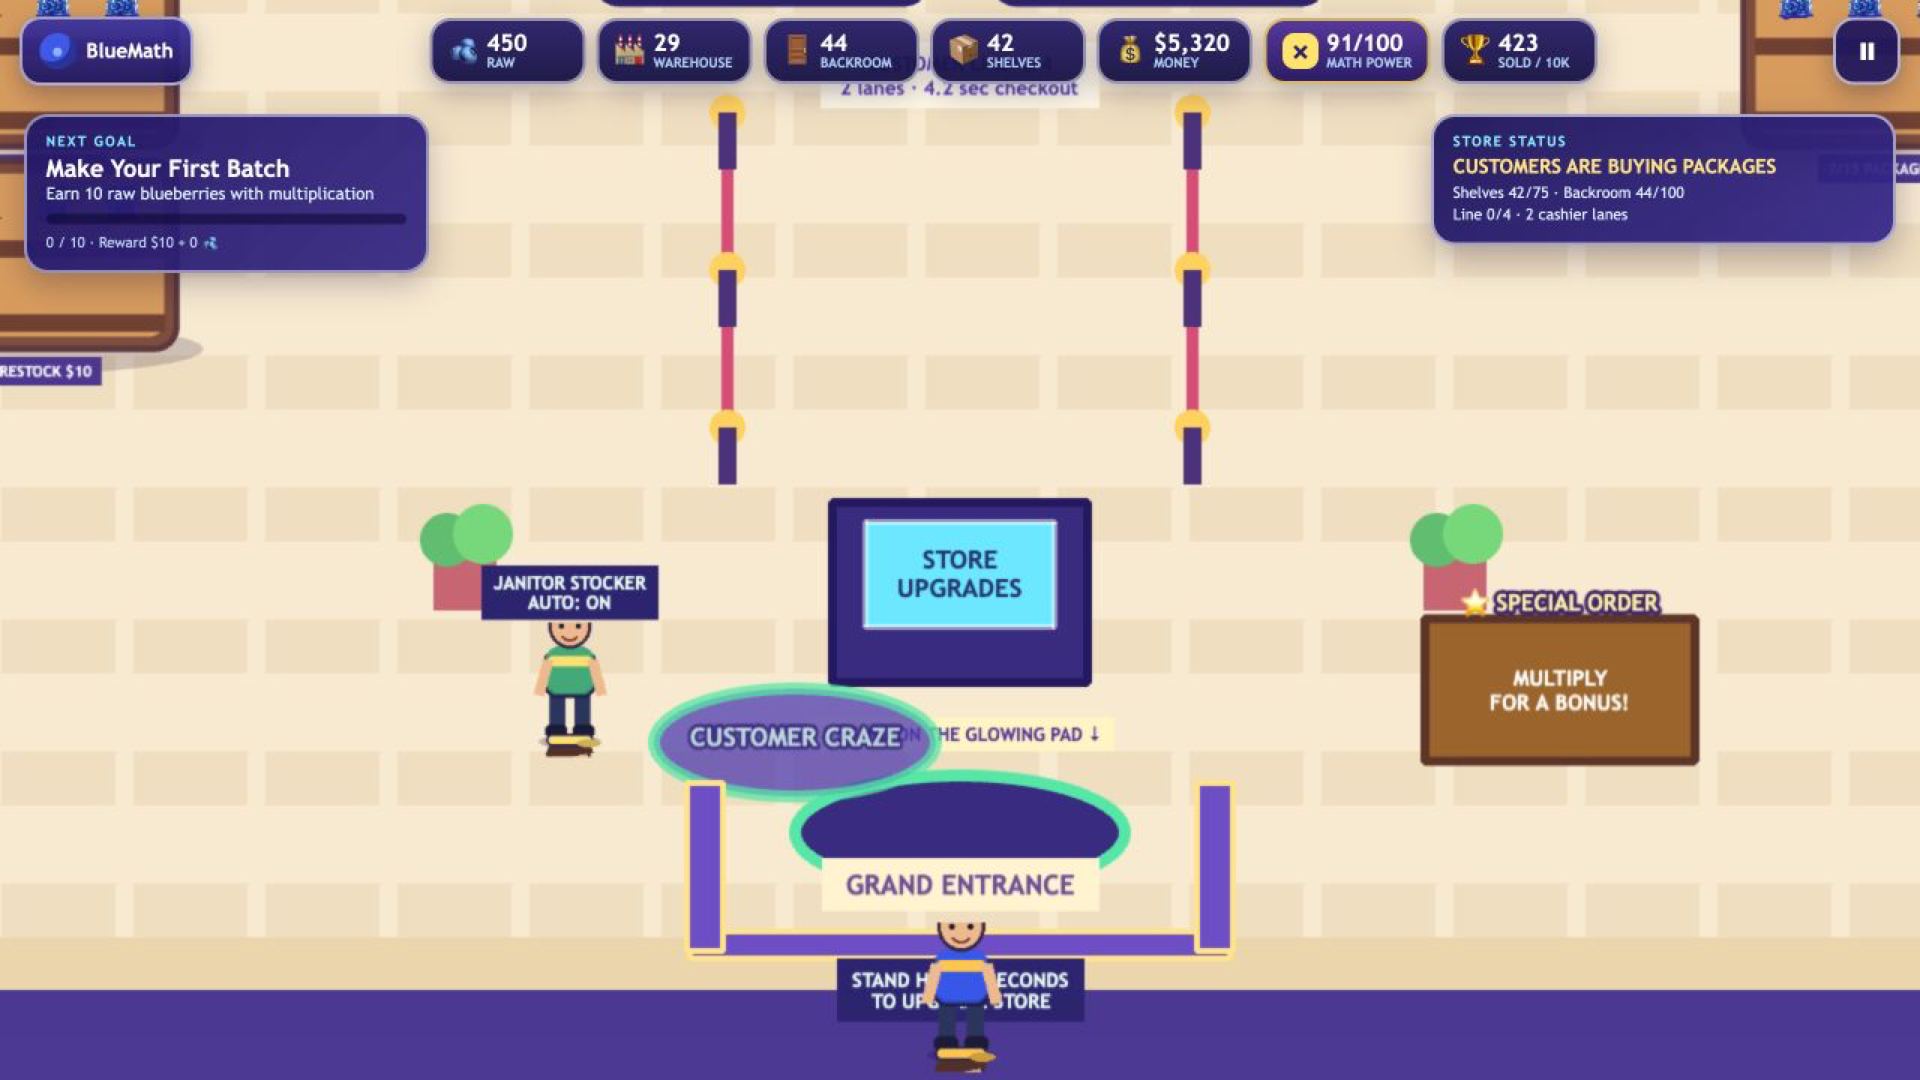 BlueMath
450
RAW
29
WAREHOUSE
44
BACKROOM
42
SHELVES
$5,320
MONEY
91/100
MATH POWER
423
SOLD / 10K
2 lanes · 4.2 sec checkout
NEXT GOAL
Make Your First Batch
Earn 10 raw blueberries with multiplication
0 / 10 · Reward $10 + 0
STORE STATUS
CUSTOMERS ARE BUYING PACKAGES
Shelves 42/75 · Backroom 44/100
Line 0/4 · 2 cashier lanes
RESTOCK $10
STORE
UPGRADES
JANITOR STOCKER
AUTO: ON
SPECIAL ORDER
MULTIPLY
FOR A BONUS!
CUSTOMER CRAZE
THE GLOWING PAD ↓
GRAND ENTRANCE
STAND
TO STORE